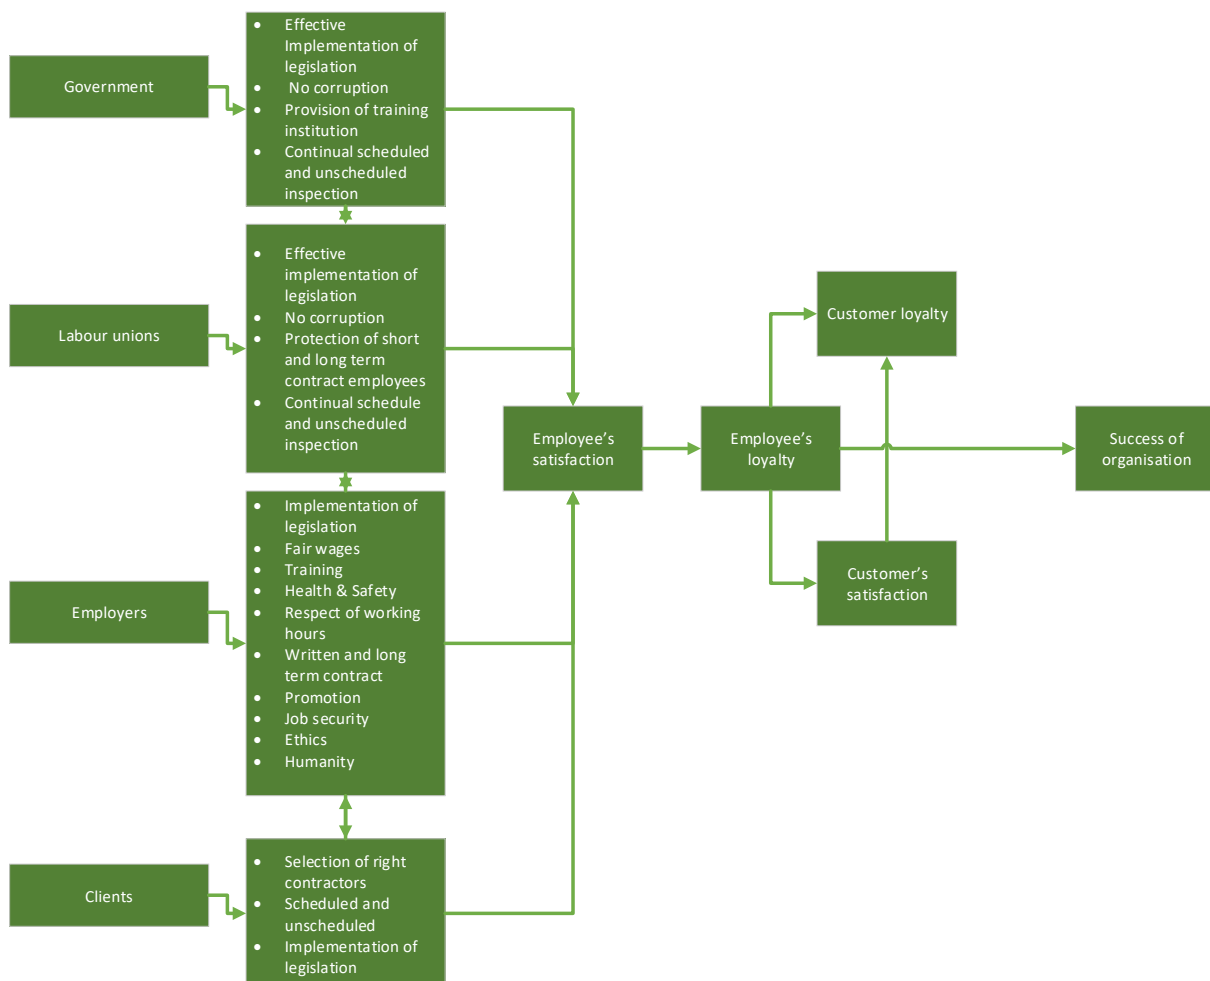 Government
• Effective
Implementation of
legislation
• No corruption
• Provision of training
institution
• Continual scheduled
and unscheduled
inspection
Labour unions
• Effective
implementation of
legislation
• No corruption
• Protection of short
and long term
contract employees
• Continual schedule
and unscheduled
inspection
Employers
• Implementation of
legislation
• Fair wages
• Training
• Health & Safety
• Respect of working
hours
• Written and long
term contract
• Promotion
• Job security
• Ethics
• Humanity
Clients
• Selection of right
contractors
• Scheduled and
unscheduled
• Implementation of
legislation
Employee’s
satisfaction
Employee’s
loyalty
Customer loyalty
Customer’s
satisfaction
Success of
organisation